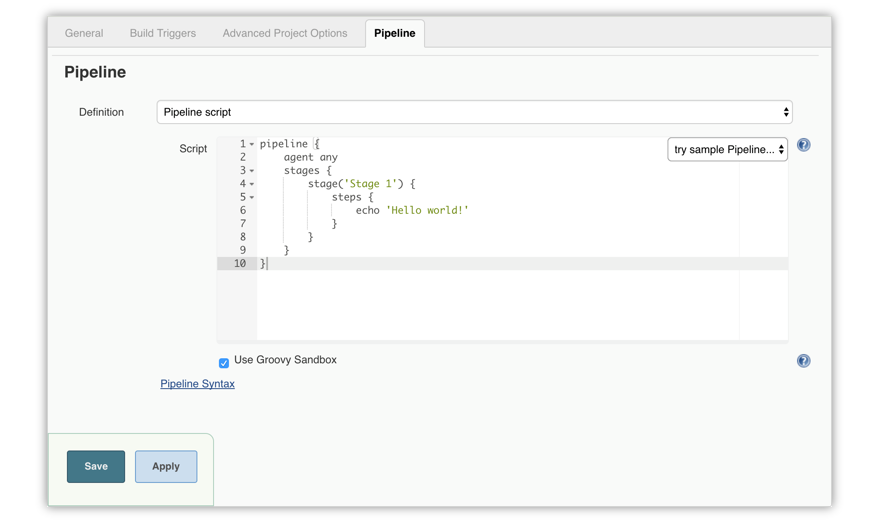 General Build Triggers Advanced Project Options Pipeline
Pipeline
Definition Pipeline script
Script try sample Pipeline...
1 pipeline {
2     agent any
3     stages {
4         stage('Stage 1') {
5             steps {
6                 echo 'Hello world!'
7             }
8         }
9     }
10 }
Use Groovy Sandbox
Pipeline Syntax
Save Apply